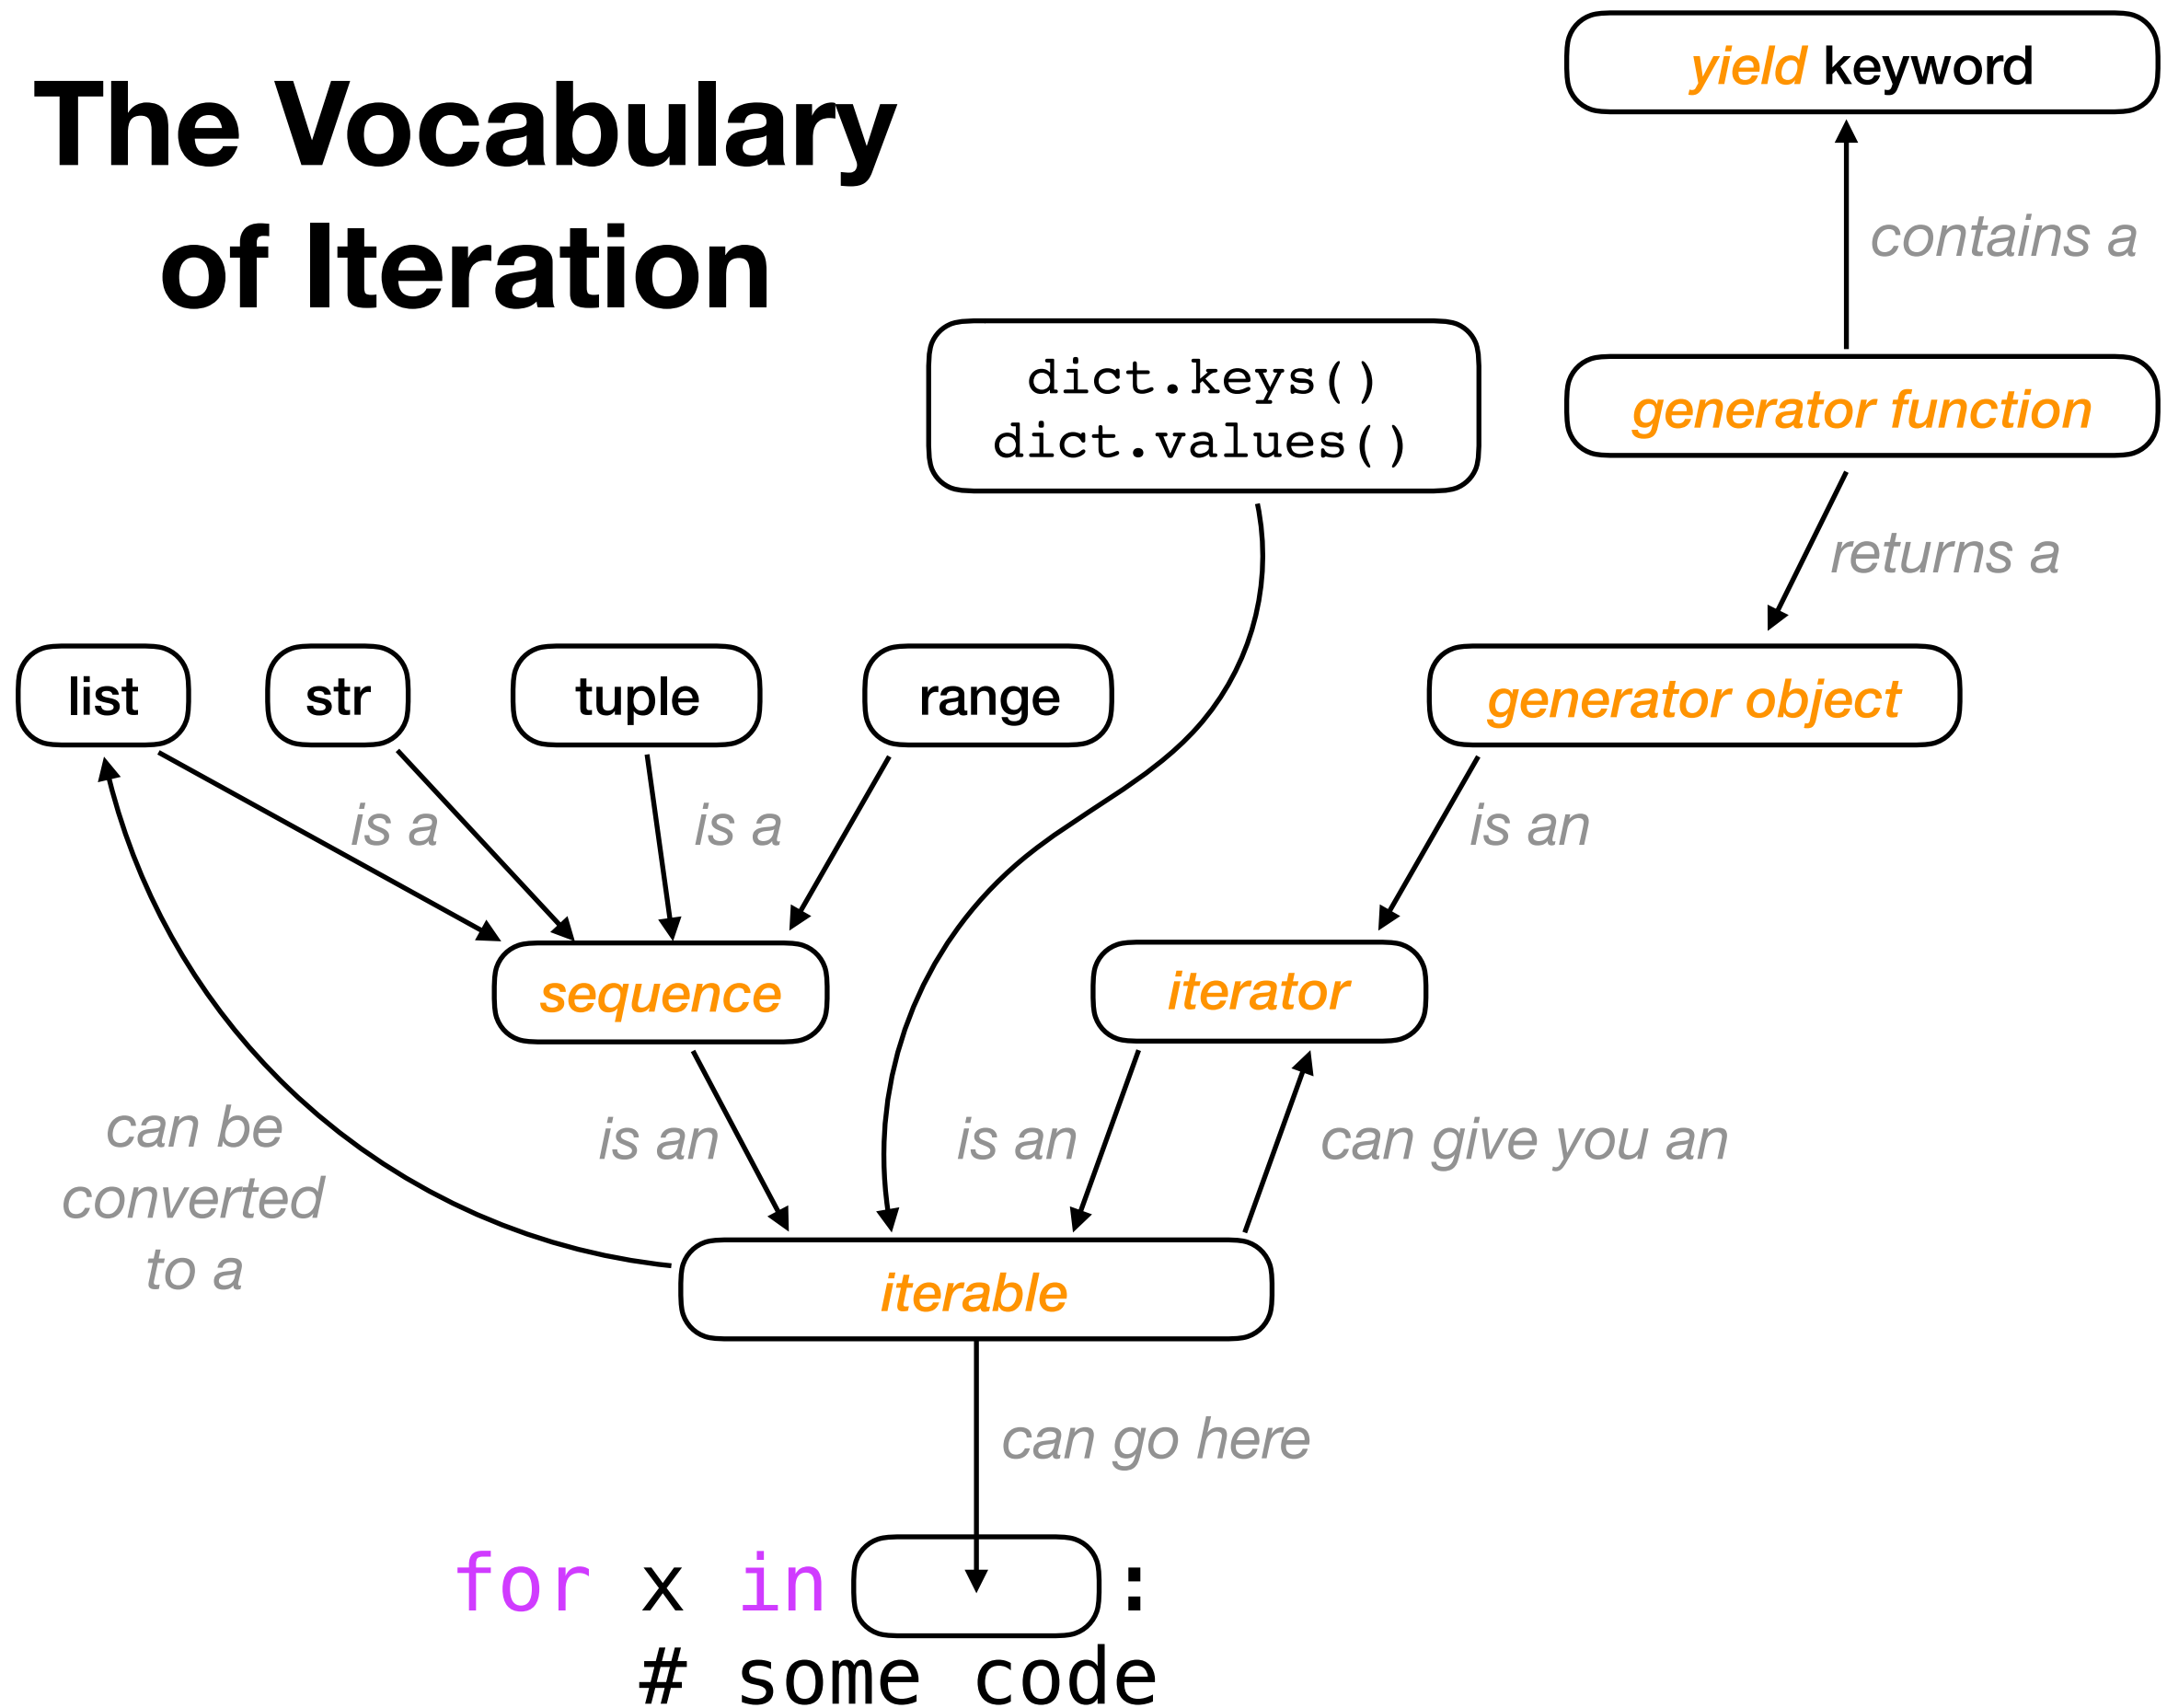 The Vocabulary
of Iteration
yield keyword
contains a
dict.keys()
dict.values()
generator function
returns a
list
str
tuple
range
generator object
is a
is a
is an
sequence
iterator
can be
converted
to a
is an
is an
can give you an
iterable
can go here
for x in :
# some code